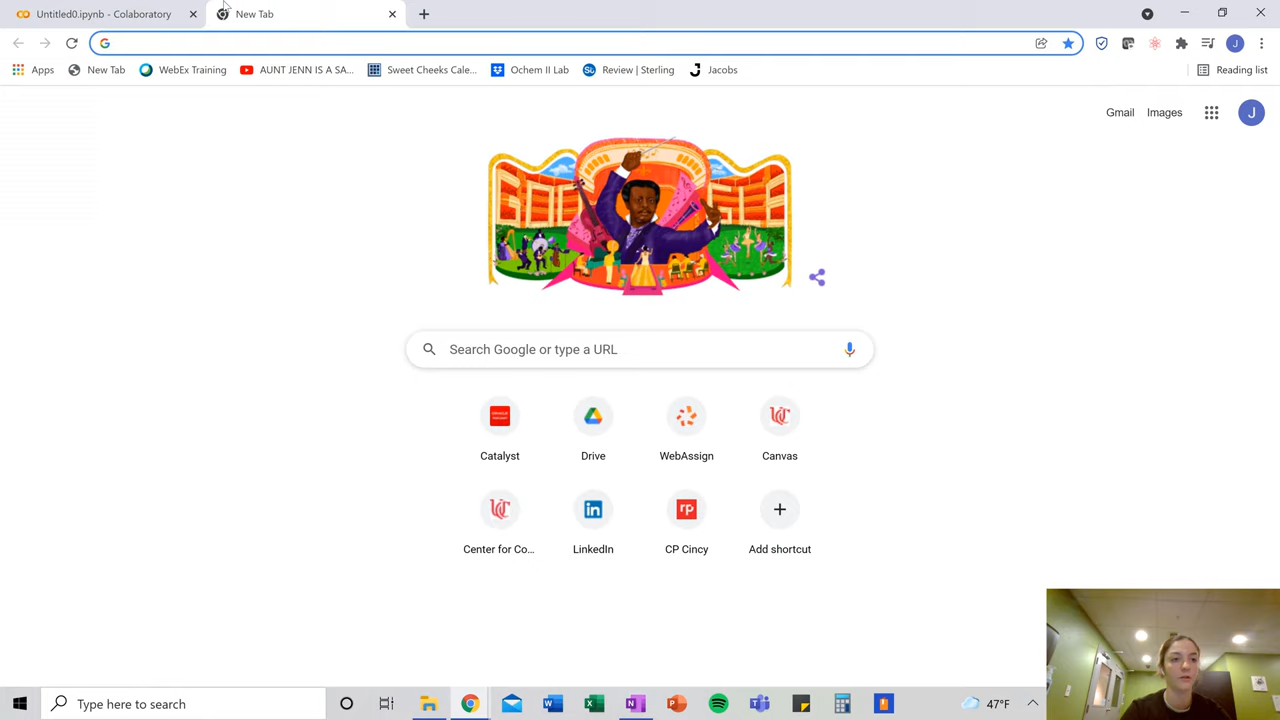 Untitled0.ipynb - Colaboratory
New Tab
Apps
New Tab
WebEx Training
AUNT JENN IS A SA...
Sweet Cheeks Cale...
Ochem II Lab
Review | Sterling
Jacobs
Reading list
Gmail
Images
J
Search Google or type a URL
Catalyst
Drive
WebAssign
Canvas
Center for Co...
LinkedIn
CP Cincy
Add shortcut
Type here to search
47°F